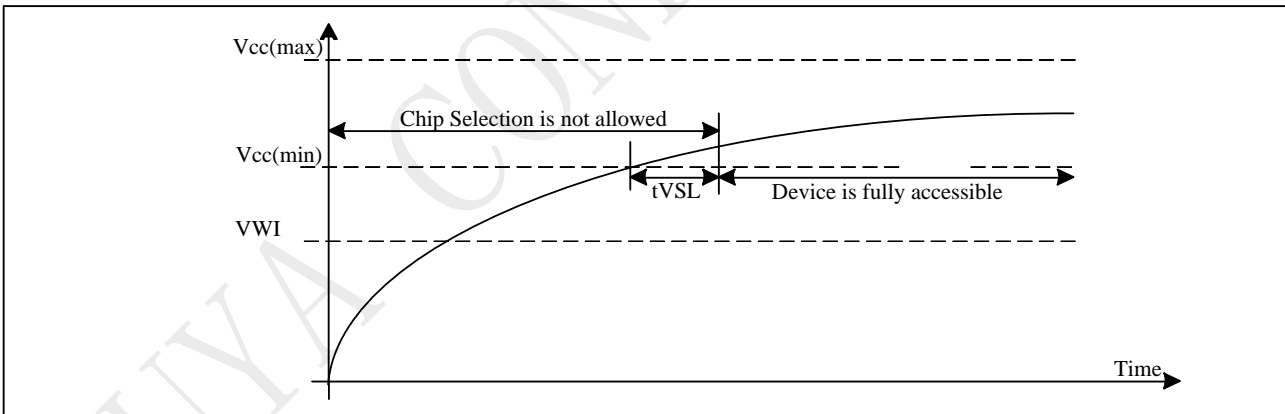 Vcc(max)
Chip Selection is not allowed
Vcc(min)
tVSL
Device is fully accessible
VWI
Time